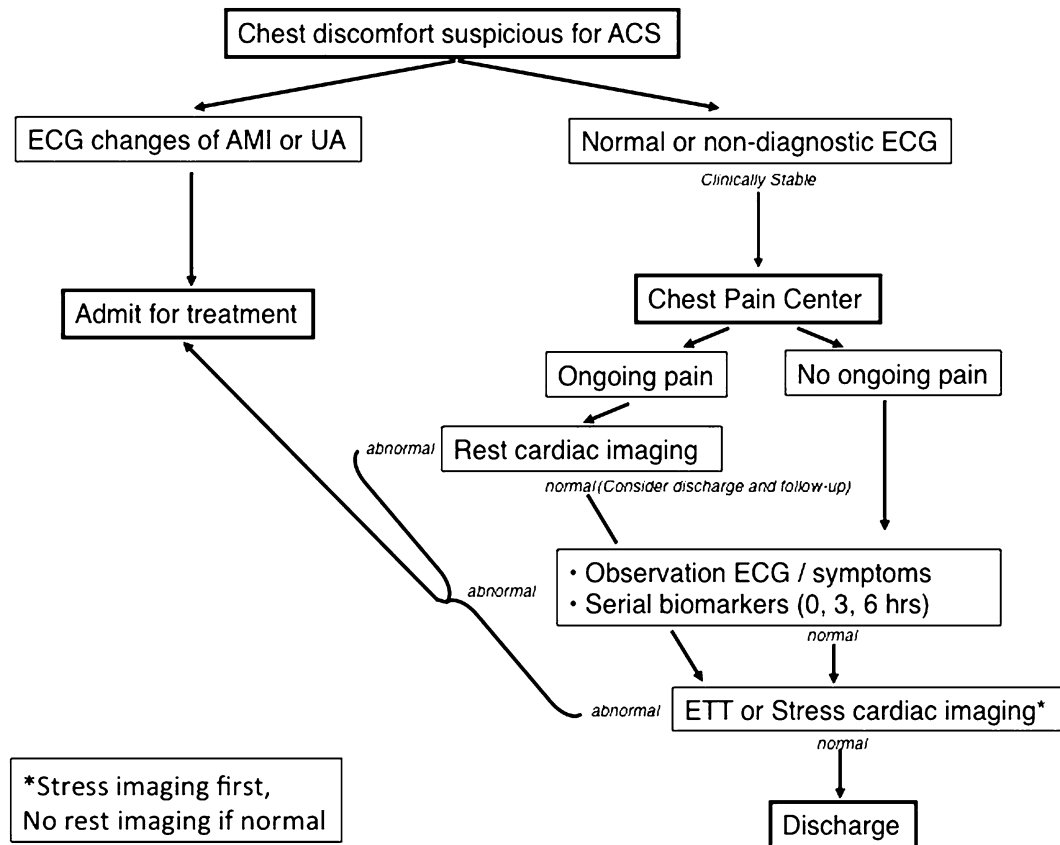 Chest discomfort suspicious for ACS
ECG changes of AMI or UA
Normal or non-diagnostic ECG
Clinically Stable
Admit for treatment
Chest Pain Center
Ongoing pain
No ongoing pain
abnormal
Rest cardiac imaging
normal(Consider discharge and follow-up)
abnormal
· Observation ECG / symptoms
· Serial biomarkers (0, 3, 6 hrs)
normal
abnormal
ETT or Stress cardiac imaging*
normal
*Stress imaging first,
No rest imaging if normal
Discharge